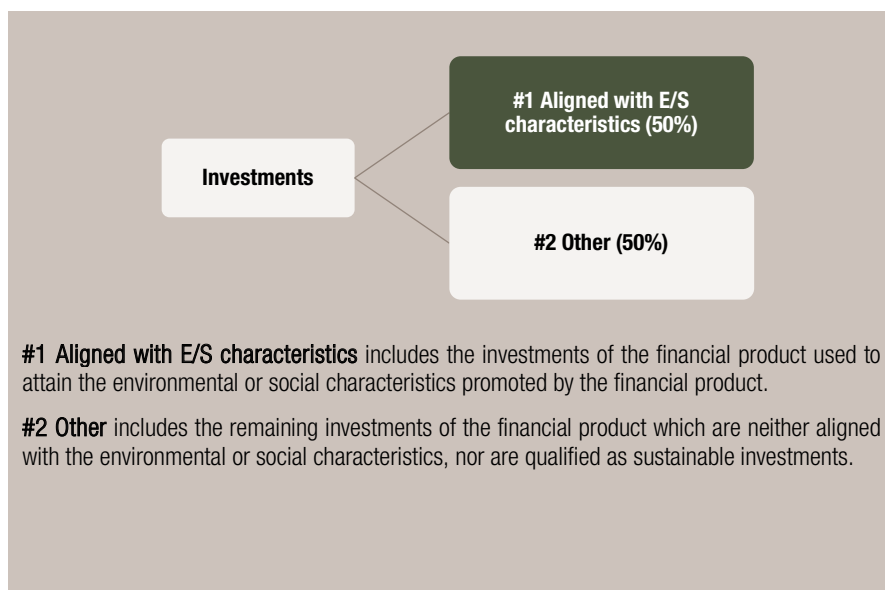 #1 Aligned with E/S
characteristics (50%)
Investments
#2 Other (50%)
#1 Aligned with E/S characteristics includes the investments of the financial product used to
attain the environmental or social characteristics promoted by the financial product.
#2 Other includes the remaining investments of the financial product which are neither aligned
with the environmental or social characteristics, nor are qualified as sustainable investments.